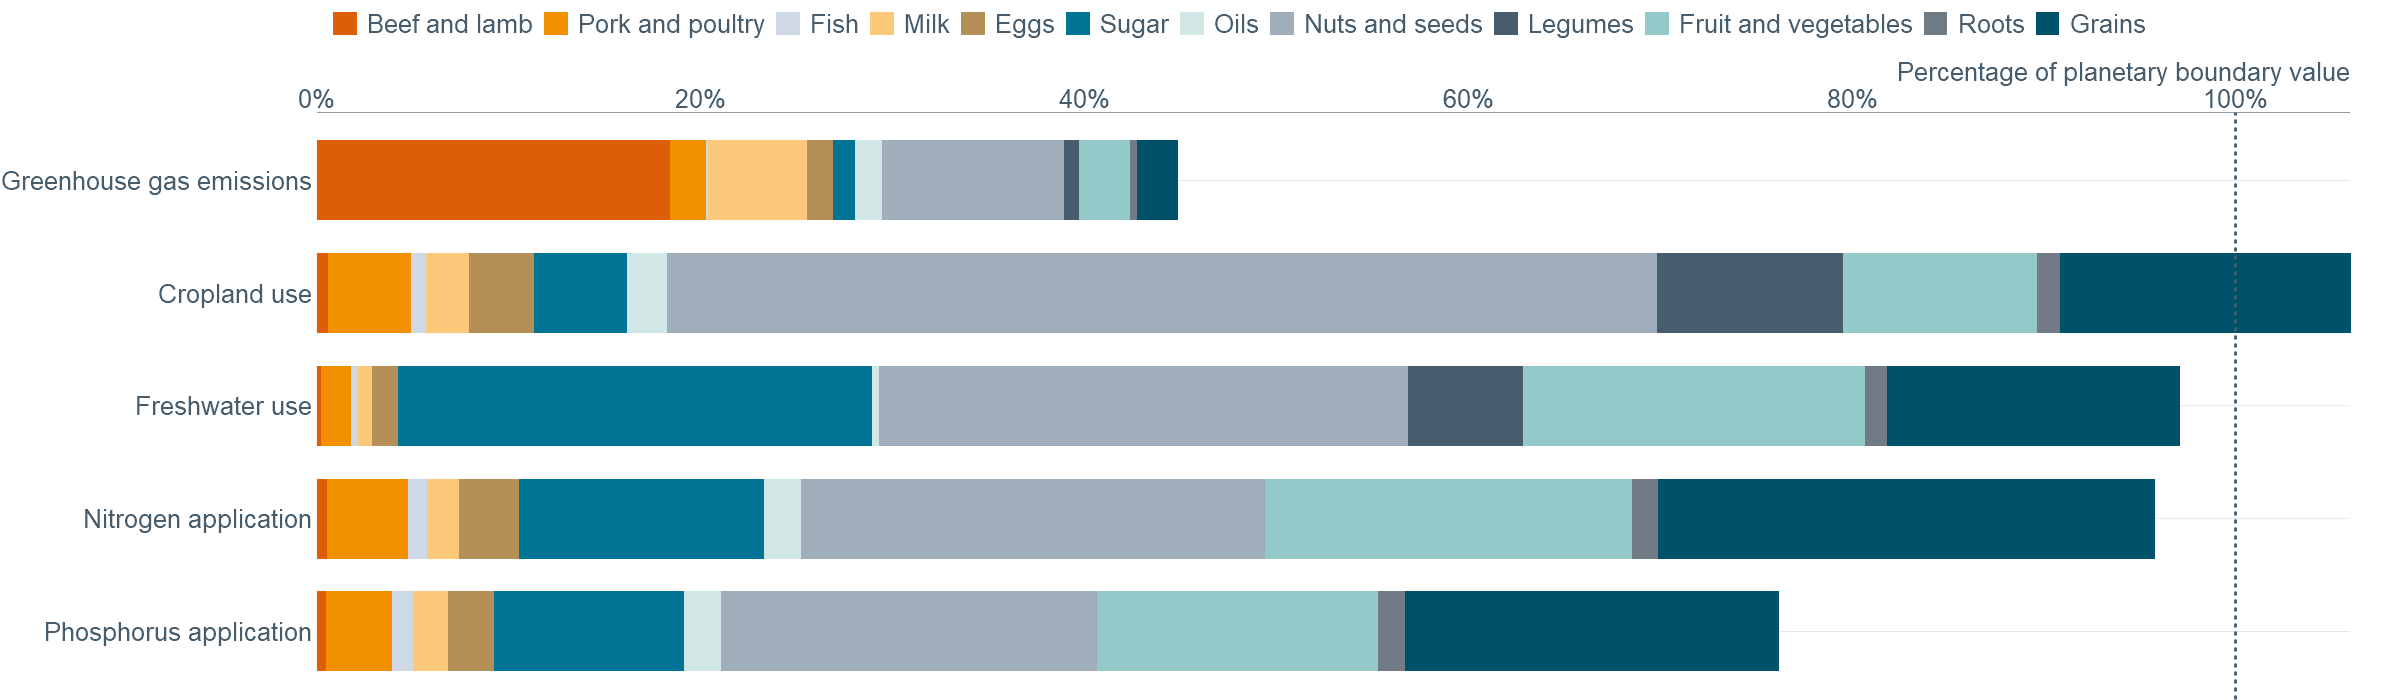 Beef and lamb Pork and poultry Fish Milk Eggs Sugar Oils Nuts and seeds Legumes Fruit and vegetables Roots Grains
Percentage of planetary boundary value
0% 20% 40% 60% 80% 100%
Greenhouse gas emissions
Cropland use
Freshwater use
Nitrogen application
Phosphorus application